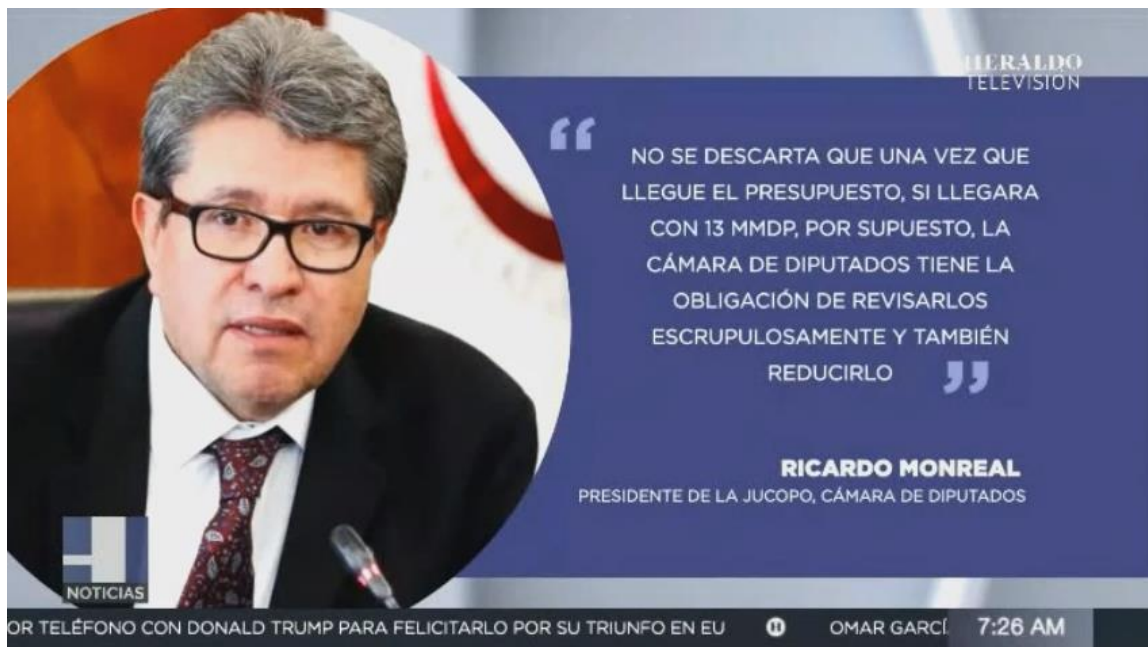 HERALDO
TELEVISIÓN
“
NO SE DESCARTA QUE UNA VEZ QUE
LLEGUE EL PRESUPUESTO, SI LLEGARA
CON 13 MMDP, POR SUPUESTO, LA
CÁMARA DE DIPUTADOS TIENE LA
OBLIGACIÓN DE REVISARLOS
ESCRUPULOSAMENTE Y TAMBIÉN
REDUCIRLO ”
RICARDO MONREAL
PRESIDENTE DE LA JUCOPO, CÁMARA DE DIPUTADOS
NOTICIAS
OR TELÉFONO CON DONALD TRUMP PARA FELICITARLO POR SU TRIUNFO EN EU H OMAR GARCÍ 7:26 AM